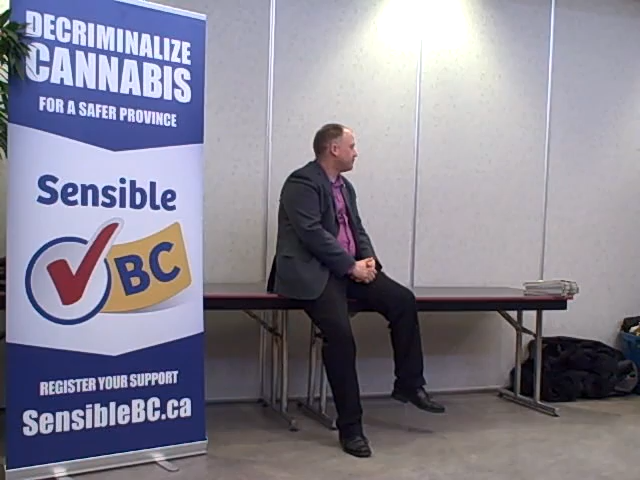 DECRIMINALIZE
CANNABIS
FOR A SAFER PROVINCE
Sensible
BC
REGISTER YOUR SUPPORT
SensibleBC.ca